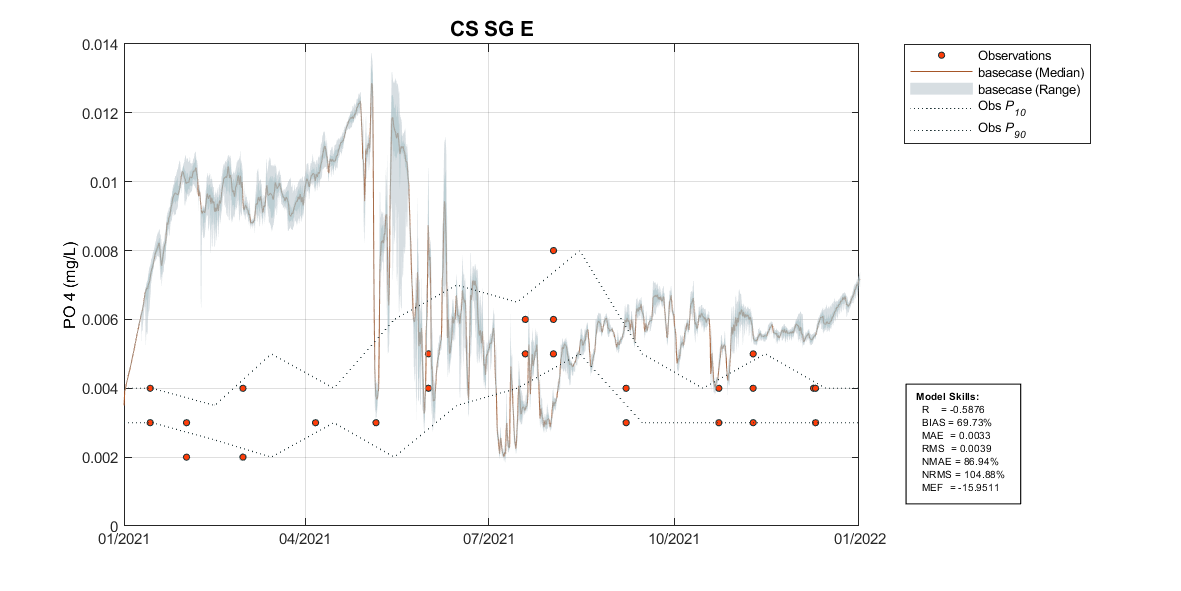 CS SG E
0.014
0.012
0.01
0.008
0.006
0.004
0.002
0
PO 4 (mg/L)
01/2021
04/2021
07/2021
10/2021
01/2022
Observations
basecase (Median)
basecase (Range)
Obs P10
Obs P90
Model Skills:
R = -0.5876
BIAS = 69.73%
MAE = 0.0033
RMS = 0.0039
NMAE = 86.94%
NRMS = 104.88%
MEF = -15.9511